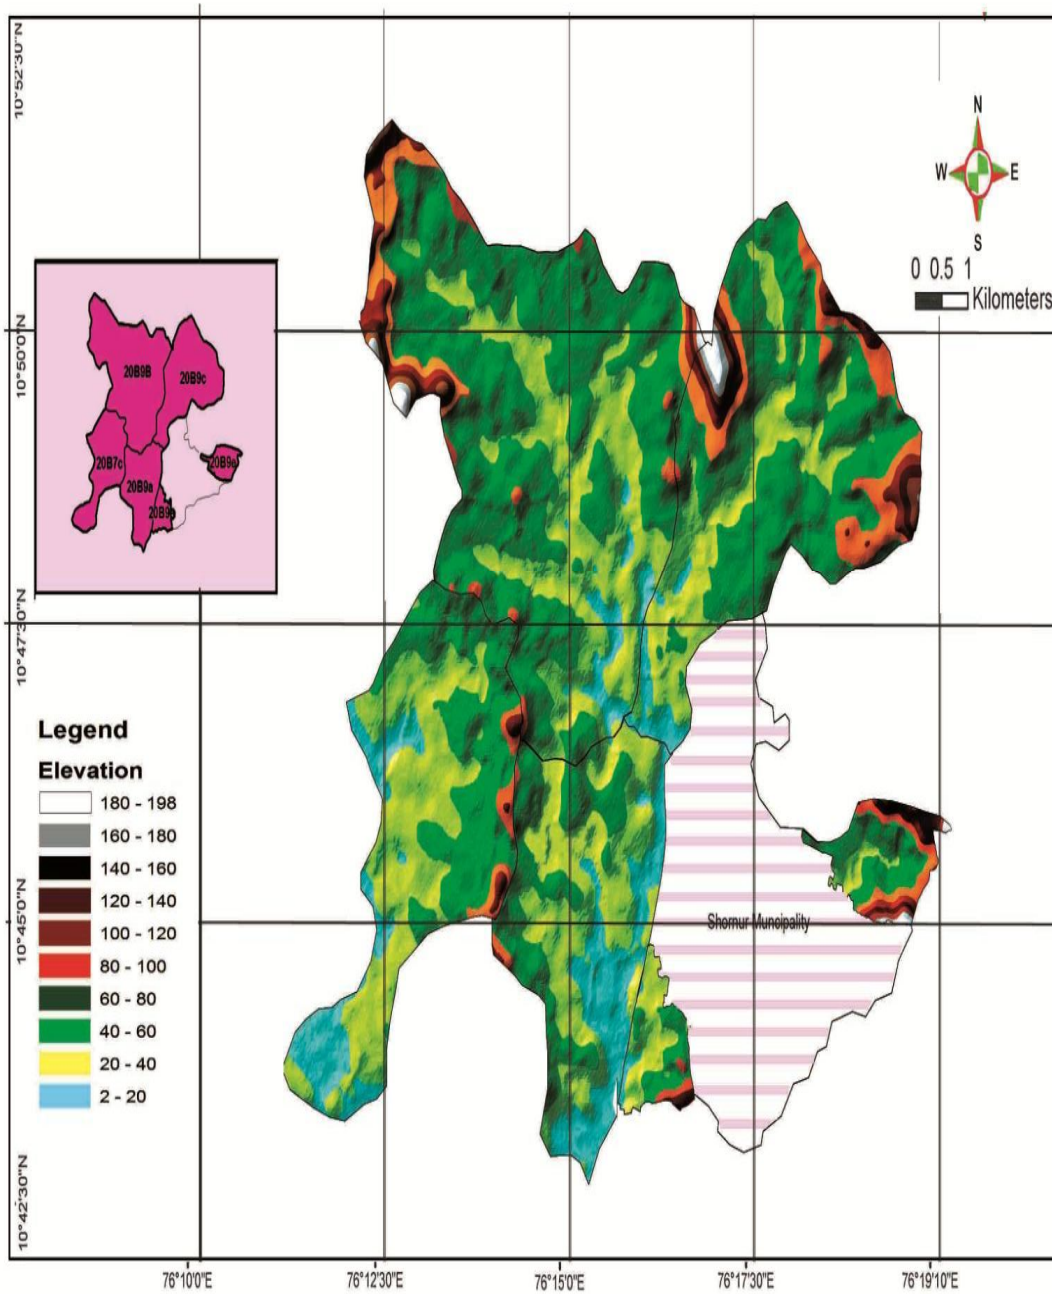 10°52'30"N
N
W
E
S
0 0.5 1
Kilometers
10°50'0"N
20B9B
20B9c
20B7c
20B9a
20B9e
10°47'30"N
Legend
Elevation
180 - 198
160 - 180
140 - 160
120 - 140
100 - 120
80 - 100
60 - 80
40 - 60
20 - 40
2 - 20
10°45'0"N
Shornur Muncipality
10°42'30"N
76°10'0"E
76°12'30"E
76°15'0"E
76°17'30"E
76°19'10"E